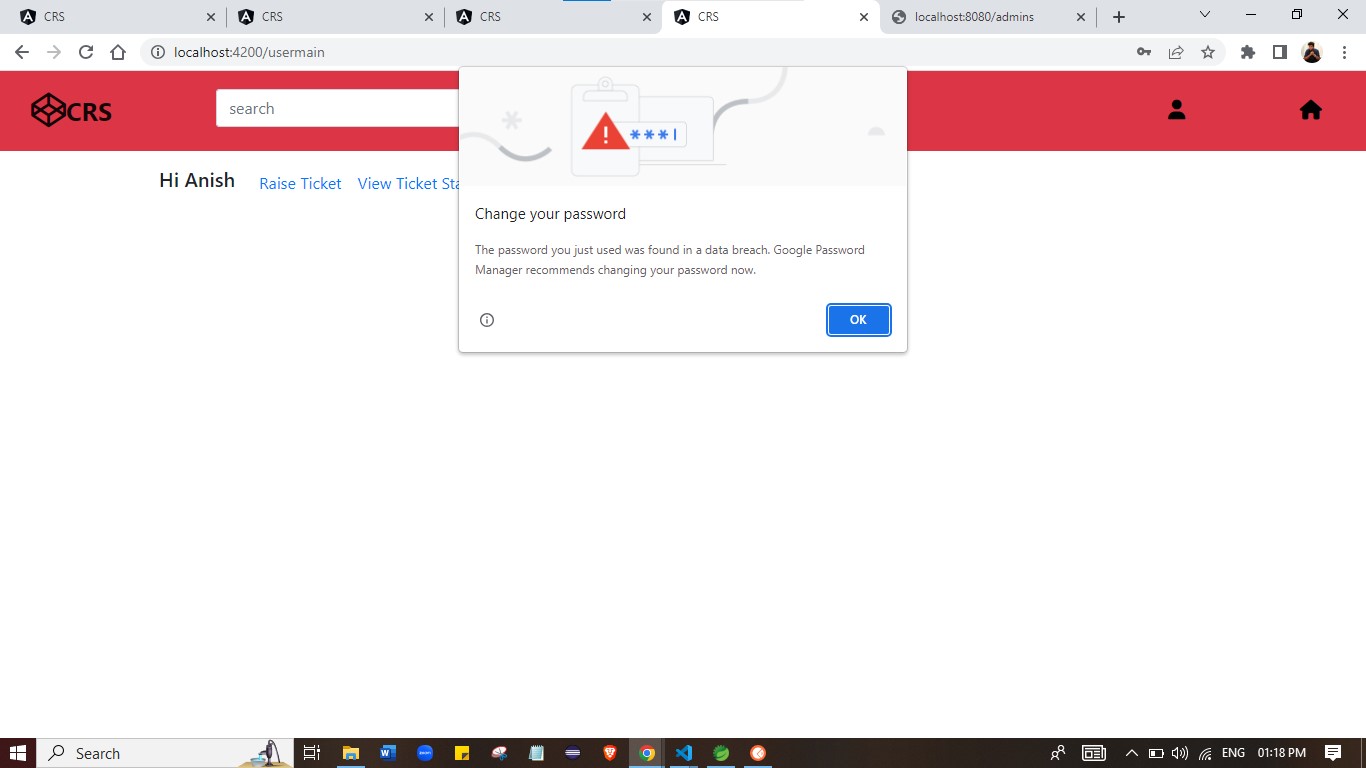 CRS
CRS
CRS
CRS
localhost:8080/admins
localhost:4200/usermain
CRS
search
***
Hi Anish
Raise Ticket
View Ticket Sta
Change your password
The password you just used was found in a data breach. Google Password
Manager recommends changing your password now.
OK
Search
zoom
ENG
01:18 PM